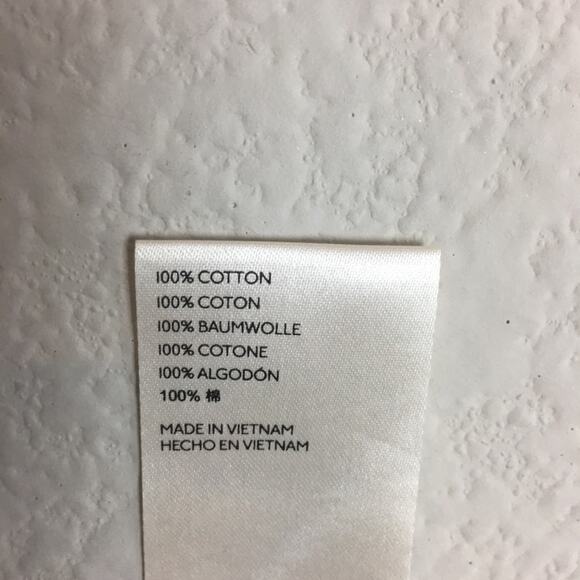 100% COTTON
100% COTON
100% BAUMWOLLE
100% COTONE
100% ALGODÓN
100% 棉
MADE IN VIETNAM
HECHO EN VIETNAM